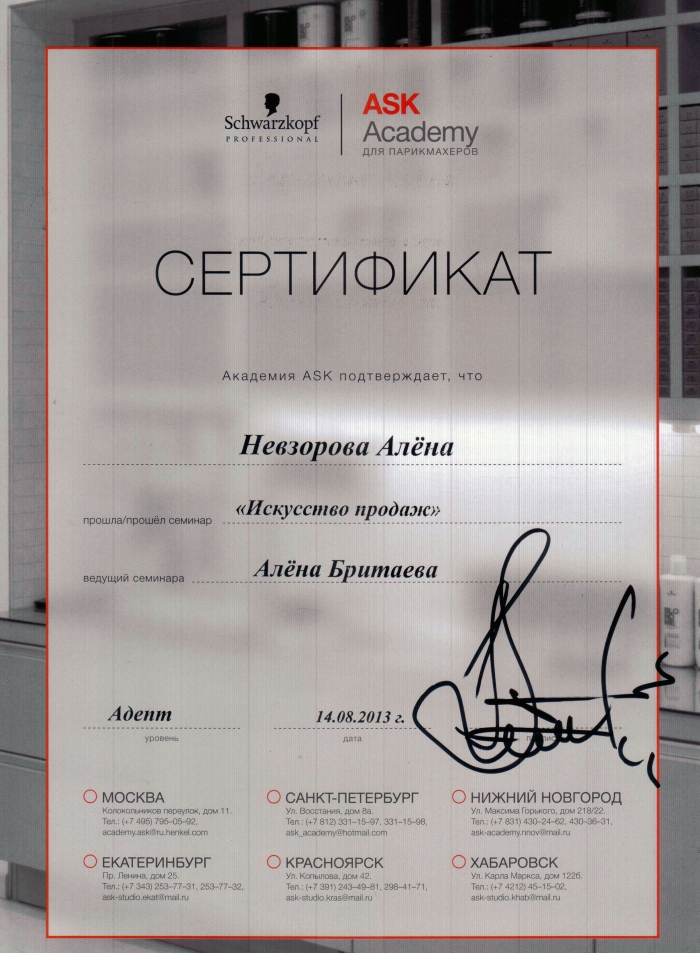 Schwarzkopf
PROFESSIONAL
ASK
Academy
ДЛЯ ПАРИКМАХЕРОВ
СЕРТИФИКАТ
Академия ASK подтверждает, что
Невзорова Алёна
прошла/прошёл семинар «Искусство продаж»
ведущий семинара Алёна Бритаева
Адепт 14.08.2013 г.
уровень дата
МОСКВА
Колокольников переулок, дом 11.
Тел.: (+7 495) 795–05–92,
academy.ask@ru.henkel.com
САНКТ-ПЕТЕРБУРГ
Ул. Восстания, дом 8а.
Тел.: (+7 812) 331–15–97, 331–15–98,
ask_academy@hotmail.com
НИЖНИЙ НОВГОРОД
Ул. Максима Горького, дом 218/22.
Тел.: (+7 831) 430–24–62, 430–36–31,
ask-academy.nnov@mail.ru
ЕКАТЕРИНБУРГ
Пр. Ленина, дом 25.
Тел.: (+7 343) 253–77–31, 253–77–32,
ask-studio.ekat@mail.ru
КРАСНОЯРСК
Ул. Копылова, дом 42.
Тел.: (+7 391) 243–49–81, 298–41–71,
ask-studio.kras@mail.ru
ХАБАРОВСК
Ул. Карла Маркса, дом 122б.
Тел.: (+7 4212) 45–15–02,
ask-studio.khab@mail.ru